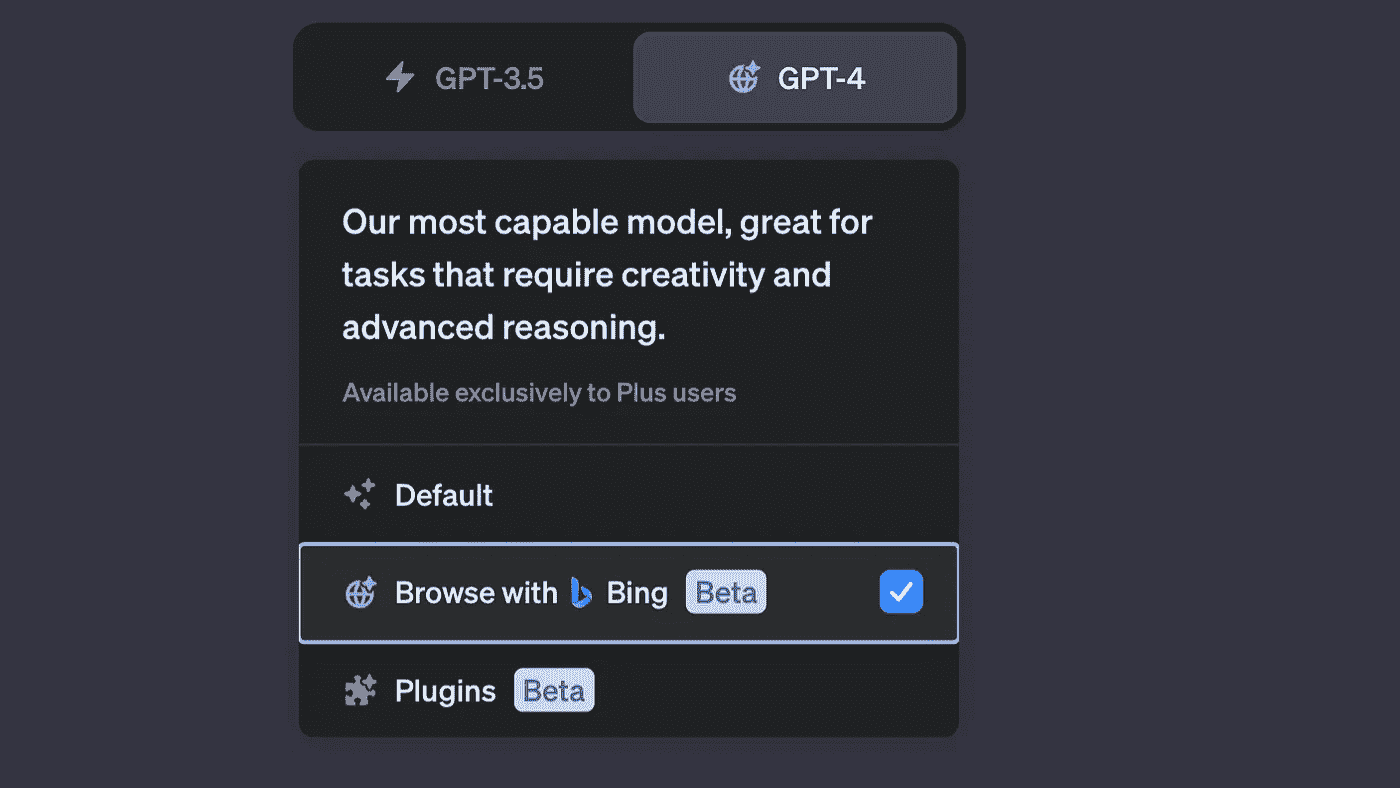 GPT-3.5
GPT-4
Our most capable model, great for
tasks that require creativity and
advanced reasoning.
Available exclusively to Plus users
Default
Browse with Bing Beta
Plugins Beta